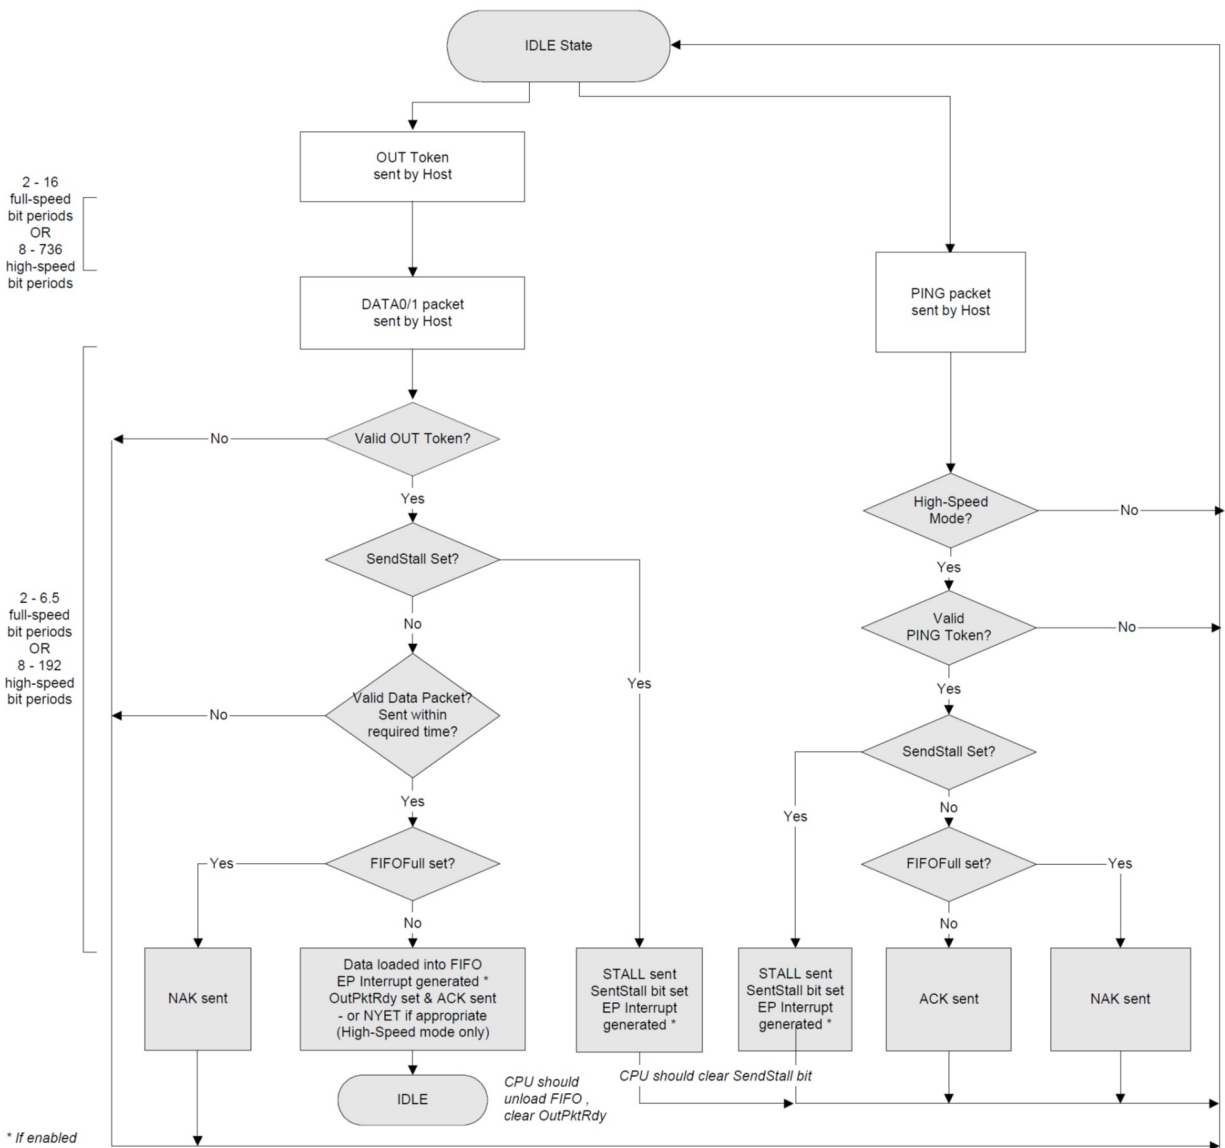 IDLE State
OUT Token
sent by Host
2 - 16
full-speed
bit periods
OR
8 - 736
high-speed
bit periods
DATA0/1 packet
sent by Host
PING packet
sent by Host
Valid OUT Token?
No
Yes
High-Speed
Mode?
No
Yes
SendStall Set?
No
Yes
2 - 6.5
full-speed
bit periods
OR
8 - 192
high-speed
bit periods
Valid
PING Token?
No
Yes
Valid Data Packet?
Sent within
required time?
No
Yes
SendStall Set?
Yes
No
FIFOFull set?
Yes
No
FIFOFull set?
Yes
No
NAK sent
Data loaded into FIFO
EP Interrupt generated *
OutPktRdy set & ACK sent
- or NYET if appropriate
(High-Speed mode only)
STALL sent
SentStall bit set
EP Interrupt
generated *
STALL sent
SentStall bit set
EP Interrupt
generated *
ACK sent
NAK sent
IDLE
CPU should
unload FIFO ,
clear OutPktRdy
CPU should clear SendStall bit
* If enabled